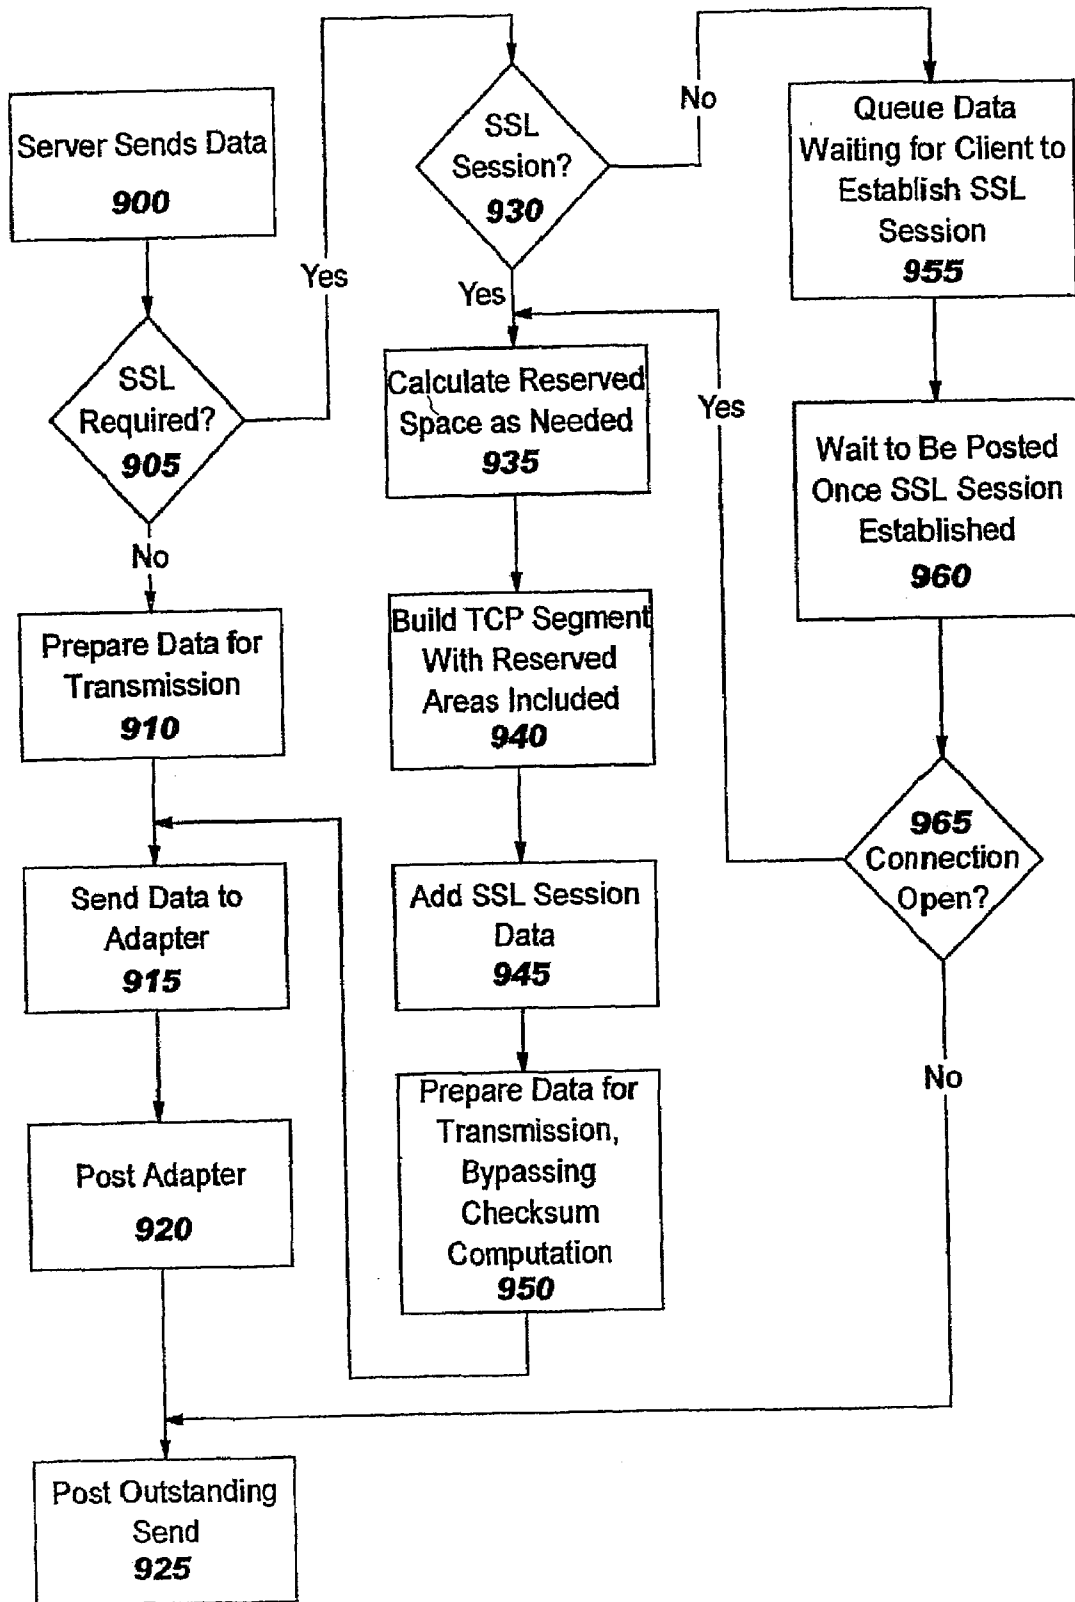 Server Sends Data
900
SSL
Required?
905
Yes
No
Prepare Data for
Transmission
910
Send Data to
Adapter
915
Post Adapter
920
Post Outstanding
Send
925
SSL
Session?
930
No
Yes
Calculate Reserved
Space as Needed
935
Build TCP Segment
With Reserved
Areas Included
940
Add SSL Session
Data
945
Prepare Data for
Transmission,
Bypassing
Checksum
Computation
950
Queue Data
Waiting for Client to
Establish SSL
Session
955
Wait to Be Posted
Once SSL Session
Established
960
965
Connection
Open?
Yes
No